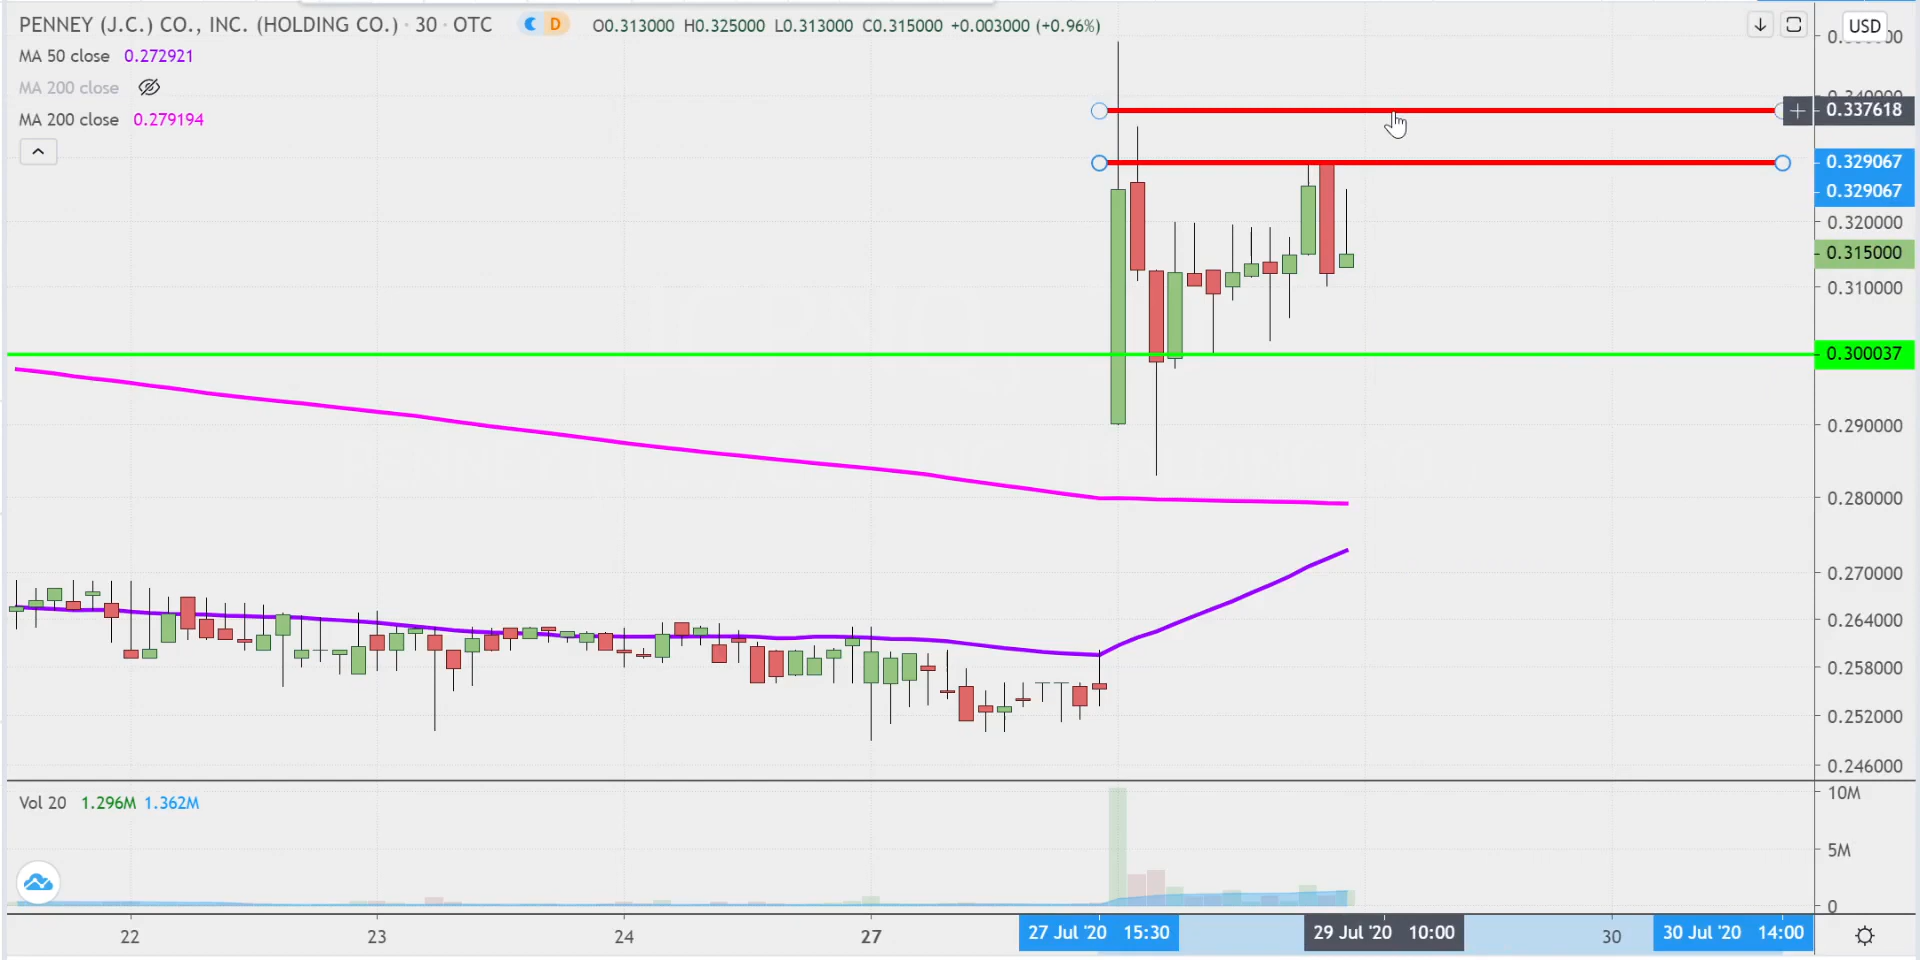 PENNEY (J.C.) CO., INC. (HOLDING CO.) · 30 · OTC D O0.313000 H0.325000 L0.313000 C0.315000 +0.003000 (+0.96%)
USD
MA 50 close 0.272921
MA 200 close
MA 200 close 0.279194
0.337618
0.329067
0.329067
0.320000
0.315000
0.310000
0.300037
0.290000
0.280000
0.270000
0.264000
0.258000
0.252000
0.246000
Vol 20 1.296M 1.362M
10M
5M
0
22 23 24 27 27 Jul '20 15:30 29 Jul '20 10:00 30 30 Jul '20 14:00